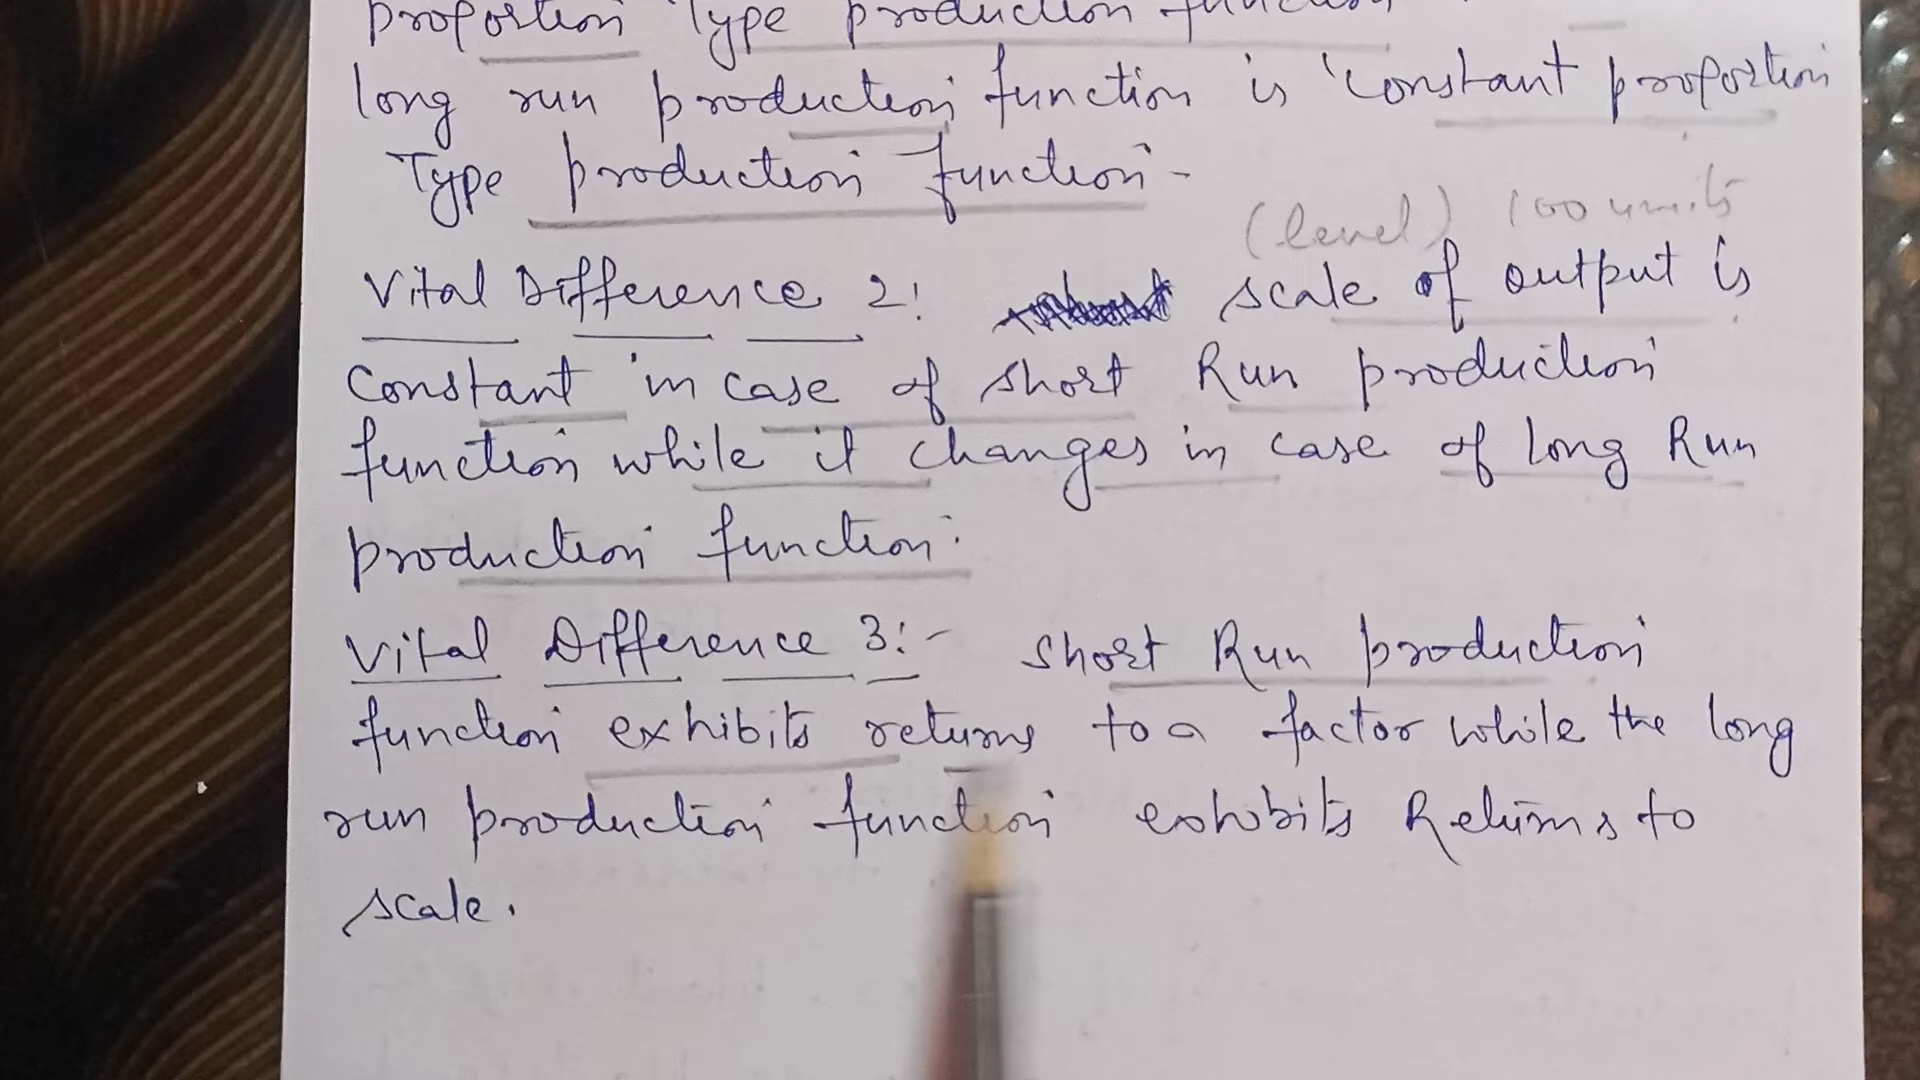 proportion Type production function
long run production function is 'constant proportion
Type production function -
(level) 100 units
Vital Difference 2: scale of output is
Constant in case of short Run production
function while it changes in case of long Run
production function.
Vital Difference 3:- short Run production
function exhibits returns to a factor while the long
run production function exhibits Returns to
scale.